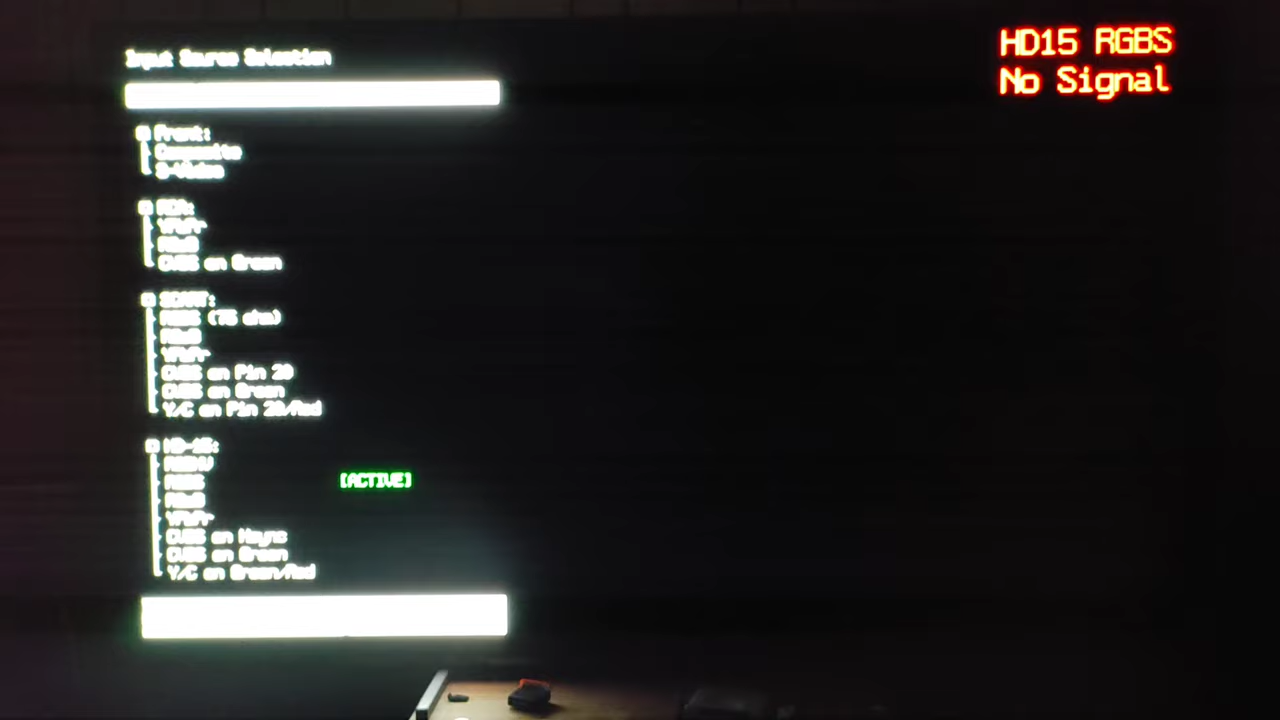 Input Source Selection
HD15 RGBS
No Signal
Front:
Composite
S-Video
RCA:
YPbPr
RGsB
CVBS on Green
SCART:
RGBS (75 ohm)
RGsB
YPbPr
CVBS on Pin 20
CVBS on Green
Y/C on Pin 20/Red
HD-15:
RGBHV
RGBS [ACTIVE]
RGsB
YPbPr
CVBS on Hsync
CVBS on Green
Y/C on Green/Red